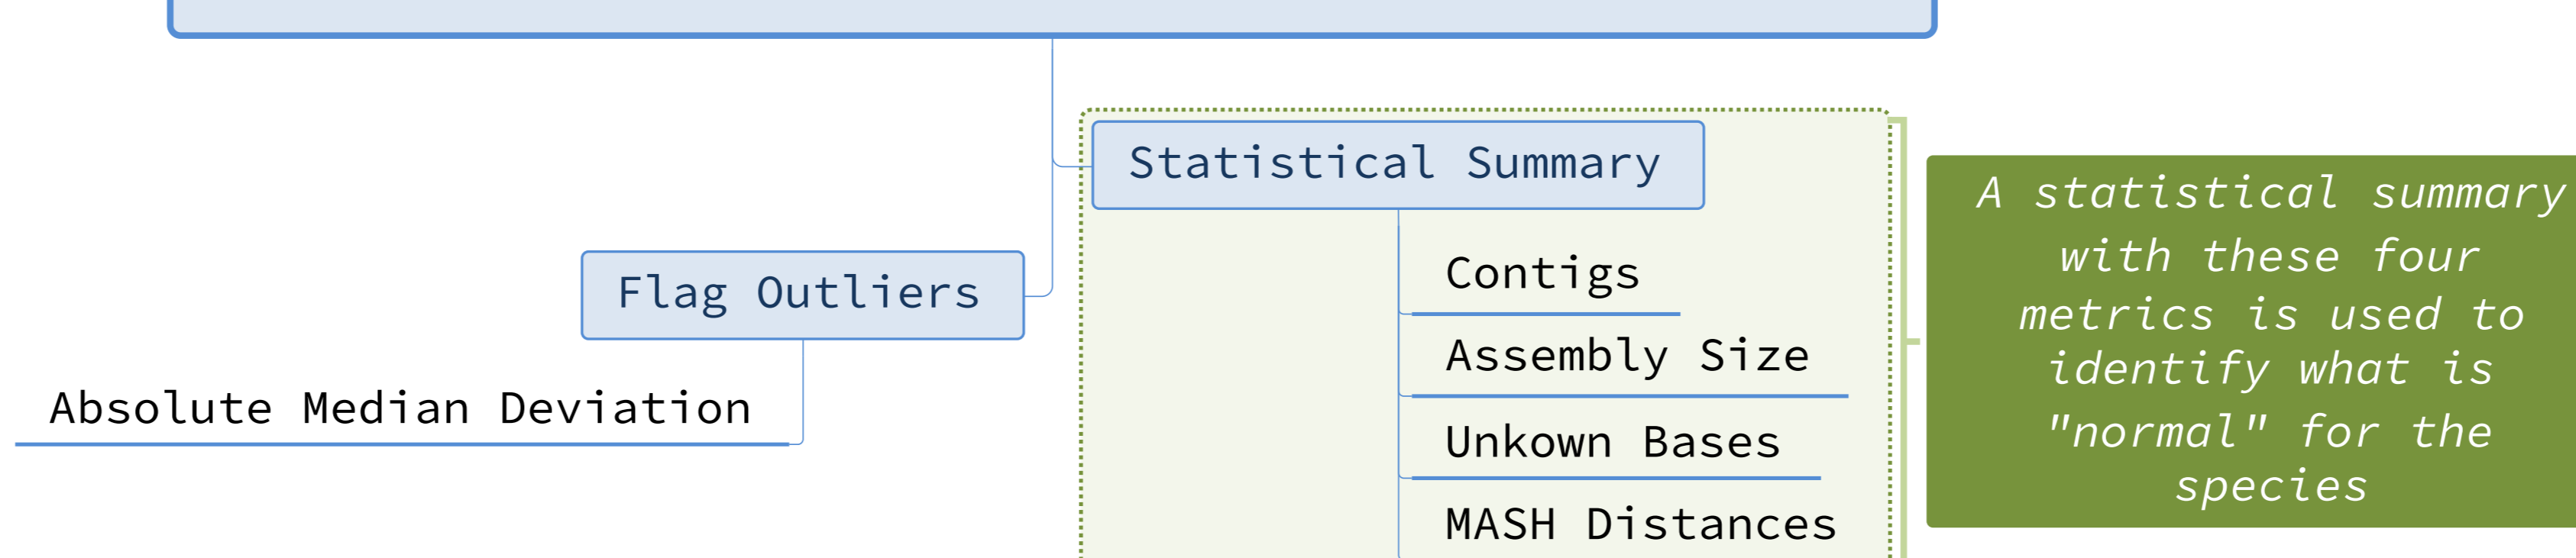 Statistical Summary
Contigs
Assembly Size
Unkown Bases
MASH Distances
A statistical summary
with these four
metrics is used to
identify what is
"normal" for the
species
Flag Outliers
Absolute Median Deviation